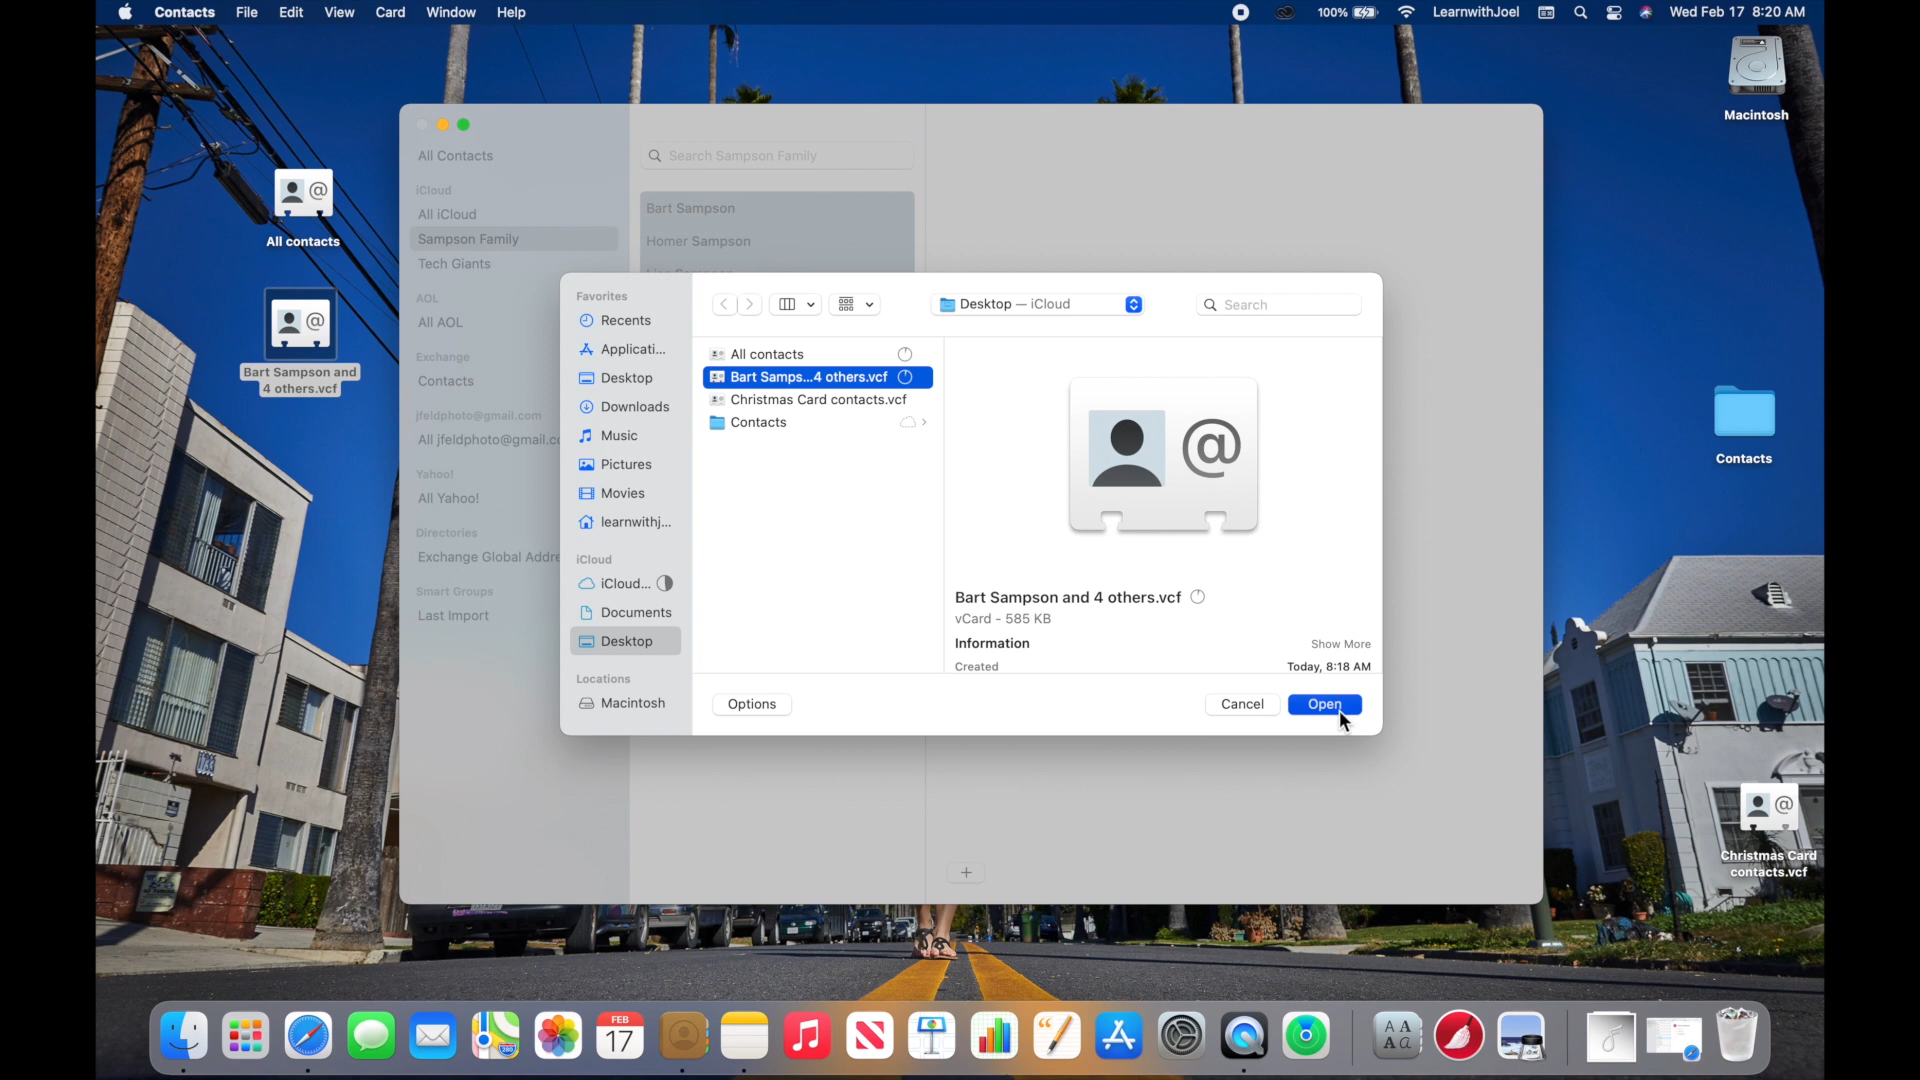 Contacts File Edit View Card Window Help
100% LearnwithJoel Wed Feb 17 8:20 AM
Macintosh
All contacts
Bart Sampson and
4 others.vcf
Contacts
Christmas Card
contacts.vcf
All Contacts
iCloud
All iCloud
Sampson Family
Tech Giants
AOL
All AOL
Exchange
Contacts
jfeldphoto@gmail.com
All jfeldphoto@gmail.co
Yahoo!
All Yahoo!
Directories
Exchange Global Addre
Smart Groups
Last Import
Search Sampson Family
Bart Sampson
Homer Sampson
Favorites
Recents
Applicati...
Desktop
Downloads
Music
Pictures
Movies
learnwithj...
iCloud
iCloud...
Documents
Desktop
Locations
Macintosh
Desktop — iCloud
Search
All contacts
Bart Samps...4 others.vcf
Christmas Card contacts.vcf
Contacts
@
Bart Sampson and 4 others.vcf
vCard - 585 KB
Information Show More
Created Today, 8:18 AM
Options Cancel Open
FEB
17
A A
A a